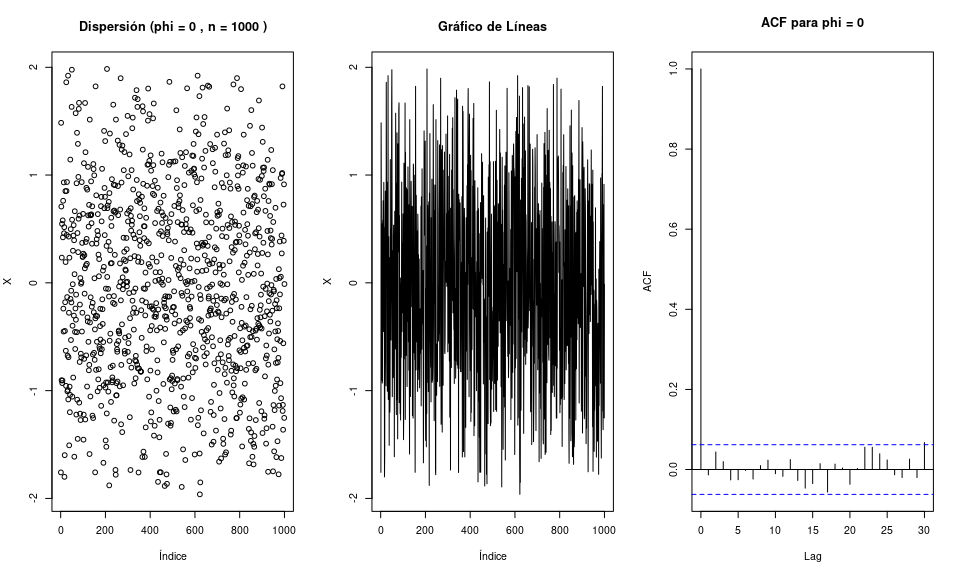 Dispersión (phi = 0 , n = 1000 )
X
2
1
0
-1
-2
0 200 400 600 800 1000
Índice
Gráfico de Líneas
X
2
1
0
-1
-2
0 200 400 600 800 1000
Índice
ACF para phi = 0
ACF
1.0
0.8
0.6
0.4
0.2
0.0
0 5 10 15 20 25 30
Lag